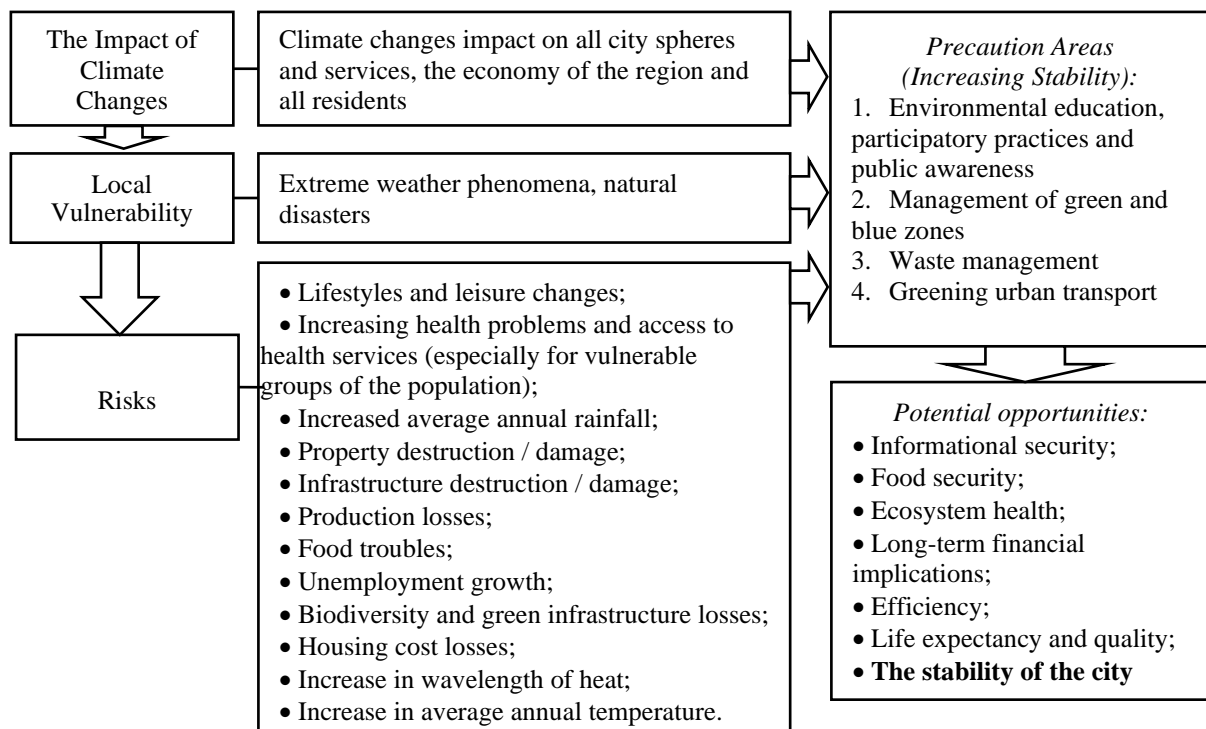 The Impact of
Climate
Changes
Climate changes impact on all city spheres
and services, the economy of the region and
all residents
Local
Vulnerability
Extreme weather phenomena, natural
disasters
Risks
• Lifestyles and leisure changes;
• Increasing health problems and access to
health services (especially for vulnerable
groups of the population);
• Increased average annual rainfall;
• Property destruction / damage;
• Infrastructure destruction / damage;
• Production losses;
• Food troubles;
• Unemployment growth;
• Biodiversity and green infrastructure losses;
• Housing cost losses;
• Increase in wavelength of heat;
• Increase in average annual temperature.
Precaution Areas
(Increasing Stability):
1. Environmental education,
participatory practices and
public awareness
2. Management of green and
blue zones
3. Waste management
4. Greening urban transport
Potential opportunities:
• Informational security;
• Food security;
• Ecosystem health;
• Long-term financial
implications;
• Efficiency;
• Life expectancy and quality;
• The stability of the city